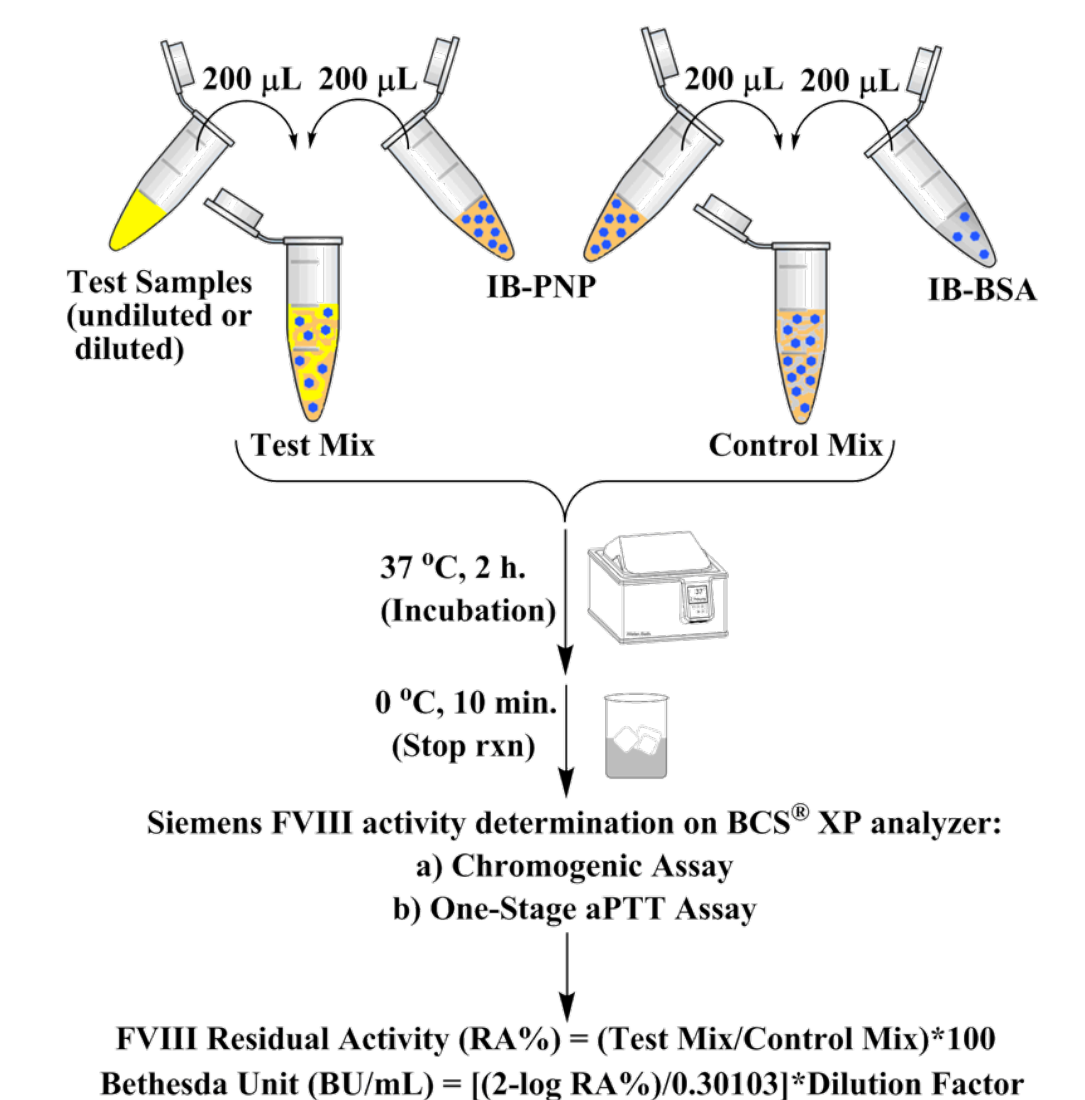 200 μL 200 μL 200 μL 200 μL
Test Samples
(undiluted or
diluted)
IB-PNP
IB-BSA
Test Mix
Control Mix
37 ºC, 2 h.
(Incubation)
37
0 ºC, 10 min.
(Stop rxn)
Siemens FVIII activity determination on BCS® XP analyzer:
a) Chromogenic Assay
b) One-Stage aPTT Assay
FVIII Residual Activity (RA%) = (Test Mix/Control Mix)*100
Bethesda Unit (BU/mL) = [(2-log RA%)/0.30103]*Dilution Factor